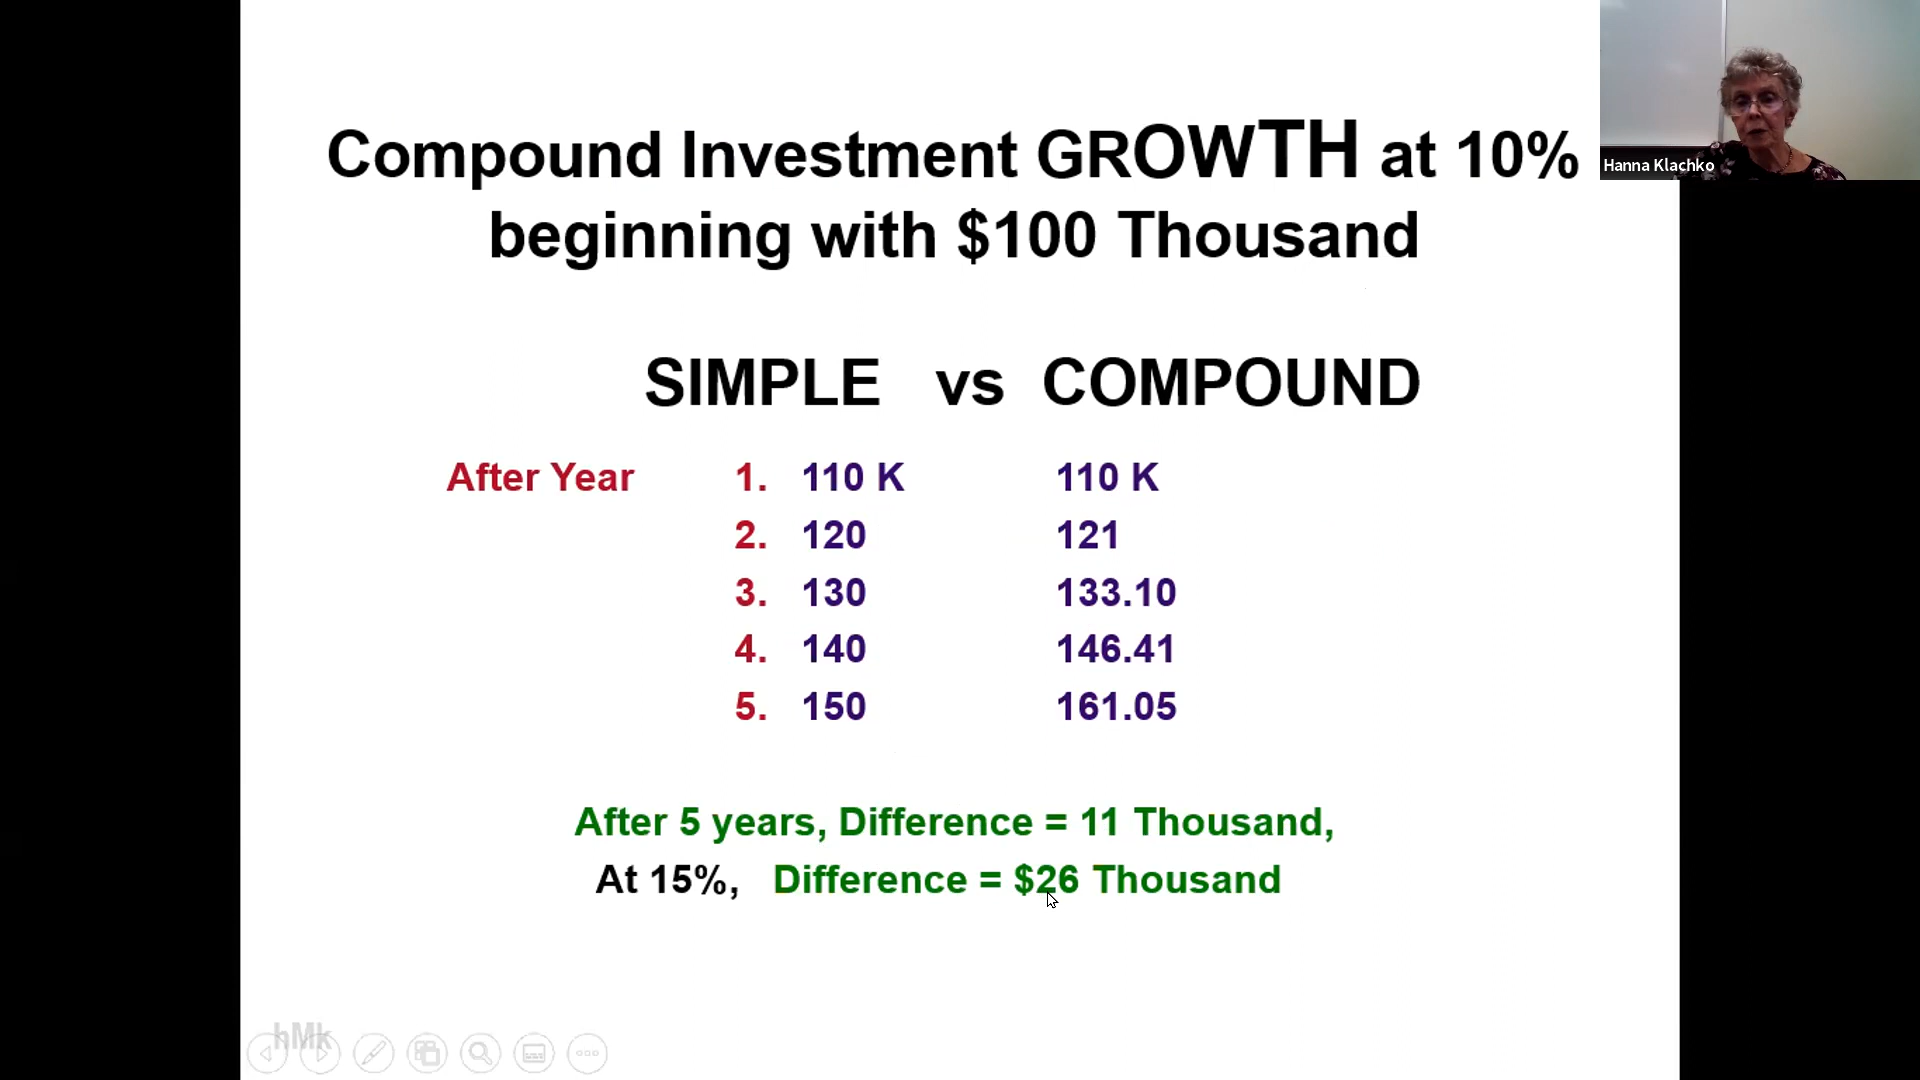 Compound Investment GROWTH at 10%
beginning with $100 Thousand
Hanna Klachko
SIMPLE vs COMPOUND
After Year 1. 110 K 110 K
2. 120 121
3. 130 133.10
4. 140 146.41
5. 150 161.05
After 5 years, Difference = 11 Thousand,
At 15%, Difference = $26 Thousand
hMk